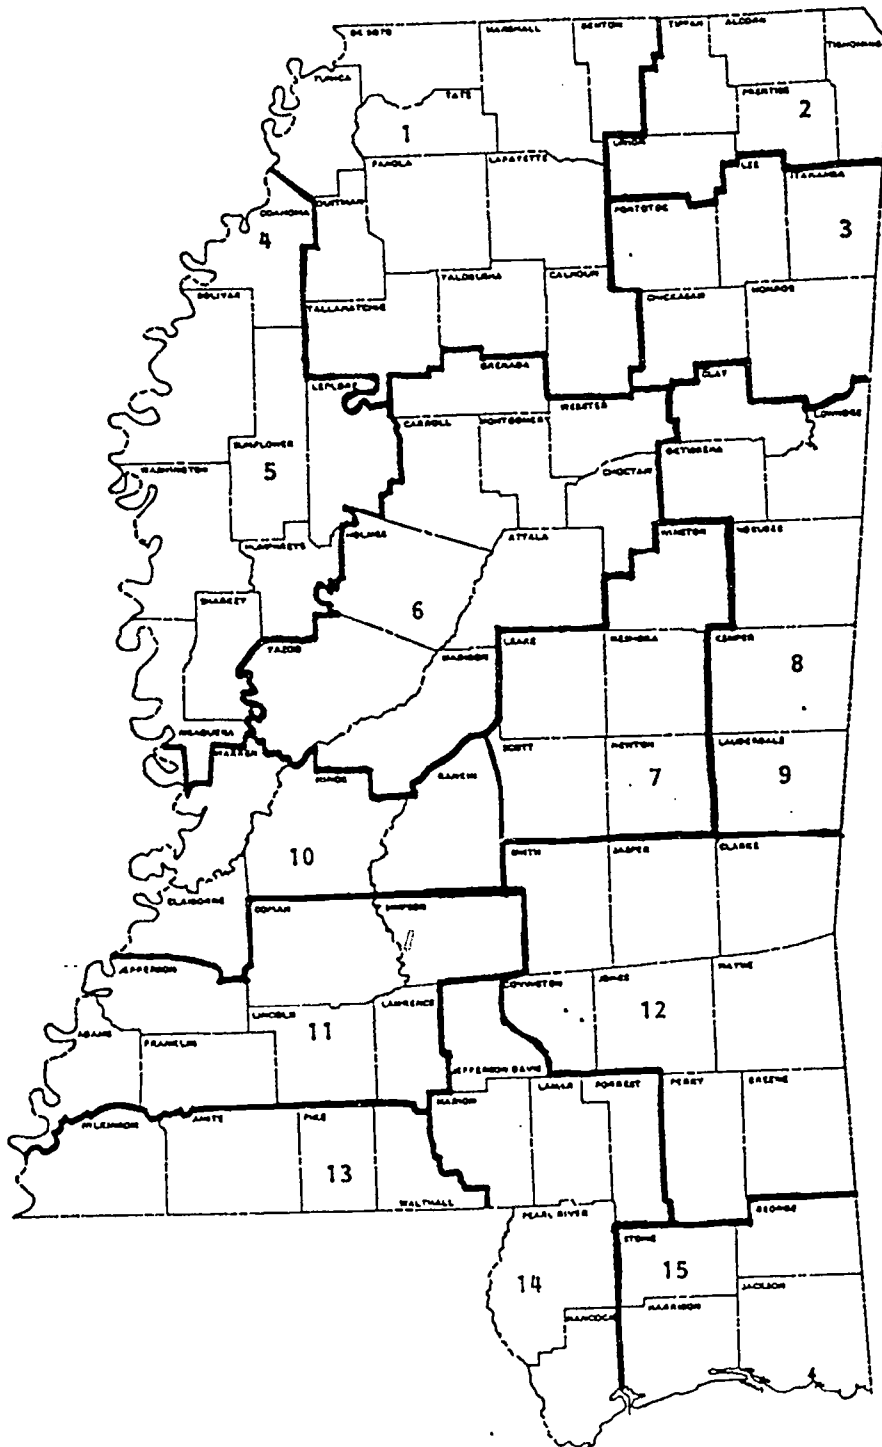 DE SOTO
MARSHALL
BENTON
TIPPAH
ALCORN
TISHOMING
TUNICA
TATE
PRENTISS
1
2
UNION
LEE
PANOLA
LAFAYETTE
ITAWAMBA
QUITMAN
COAHOMA
PONTOTOC
4
3
YALOBUSHA
CALHOUN
BOLIVAR
TALLAHATCHIE
CHICKASAW
MONROE
GRENADA
CLAY
LEFLORE
WEBSTER
LOWNDES
CARROLL
MONTGOMERY
SUNFLOWER
OKTIBBEHA
WASHINGTON
5
CHOCTAW
HOLMES
ATTALA
WINSTON
NOXUBEE
HUMPHREYS
SHARKEY
6
YAZOO
MADISON
LEAKE
NESHOBA
KEMPER
8
ISSAQUENA
WARREN
SCOTT
NEWTON
LAUDERDALE
HINDS
RANKIN
7
9
10
SMITH
JASPER
CLARKE
CLAIBORNE
COPIAH
SIMPSON
JEFFERSON
COVINGTON
JONES
WAYNE
LINCOLN
LAWRENCE
12
ADAMS
FRANKLIN
11
JEFFERSON DAVIS
MARION
LAMAR
FORREST
PERRY
GREENE
WILKINSON
AMITE
PIKE
13
WALTHALL
PEARL RIVER
GEORGE
STONE
14
15
JACKSON
HANCOCK
HARRISON